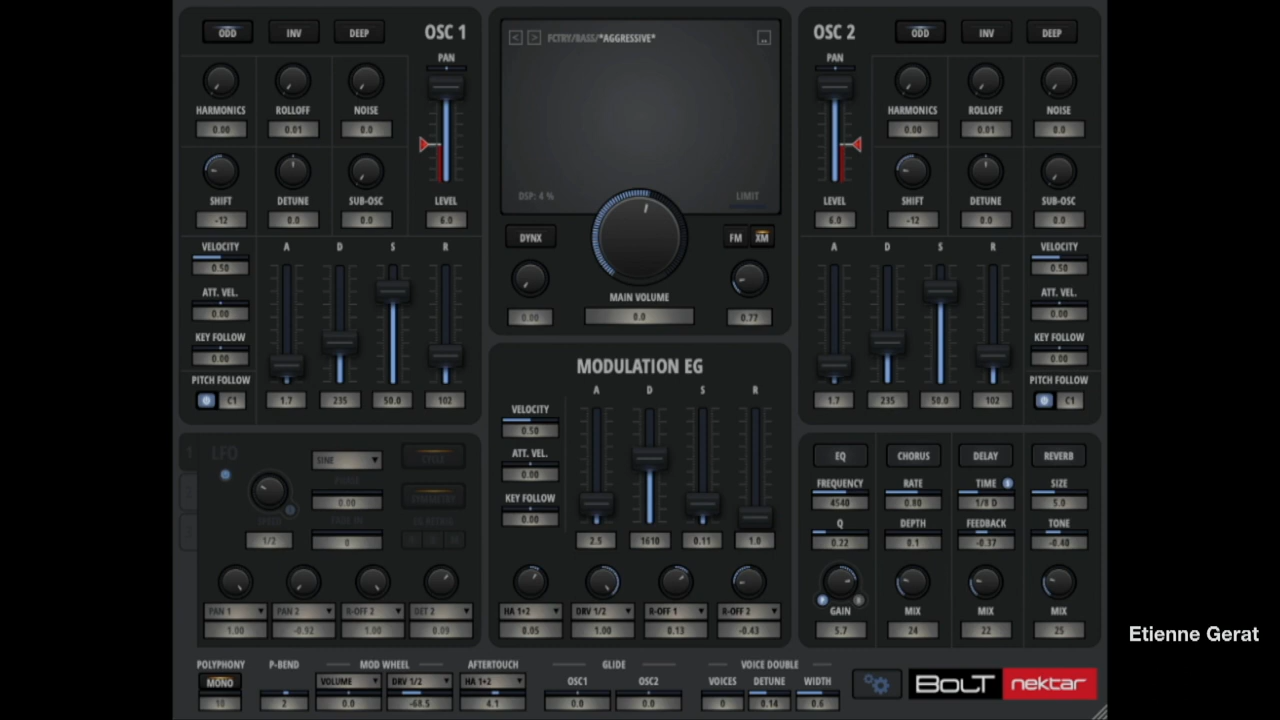 ODD INV DEEP OSC 1
PAN
HARMONICS ROLLOFF NOISE
0.00 0.01 0.0
SHIFT DETUNE SUB-OSC LEVEL
-12 0.0 0.0 6.0
VELOCITY A D S R
0.50
ATT. VEL.
0.00
KEY FOLLOW
0.00
PITCH FOLLOW
C1 1.7 235 50.0 102
< > FCTRY/BASS/*AGGRESSIVE*
DSP: 4 % LIMIT
DYNX FM XM
MAIN VOLUME
0.00 0.0 0.77
OSC 2 ODD INV DEEP
PAN
HARMONICS ROLLOFF NOISE
0.00 0.01 0.0
LEVEL SHIFT DETUNE SUB-OSC
6.0 -12 0.0 0.0
A D S R VELOCITY
0.50
ATT. VEL.
0.00
KEY FOLLOW
0.00
PITCH FOLLOW
1.7 235 50.0 102 C1
LFO SINE CYCLE
0.00
SPEED
1/2 0
PAN 1 PAN 2 R-OFF 2 DET 2
1.00 -0.92 1.00 0.09
MODULATION EG
A D S R
VELOCITY
0.50
ATT. VEL.
0.00
KEY FOLLOW
0.00
2.5 1610 0.11 1.0
HA 1+2 DRV 1/2 R-OFF 1 R-OFF 2
0.05 1.00 0.13 -0.43
EQ CHORUS DELAY REVERB
FREQUENCY RATE TIME SIZE
4540 0.80 1/8 D 5.0
Q DEPTH FEEDBACK TONE
0.22 0.1 -0.37 -0.40
GAIN MIX MIX MIX
5.7 24 22 25
POLYPHONY P-BEND MOD WHEEL AFTERTOUCH GLIDE VOICE DOUBLE
MONO VOLUME DRV 1/2 HA 1+2 OSC1 OSC2 VOICES DETUNE WIDTH
10 2 0.0 -68.5 4.1 0.0 0.0 0 0.14 0.6
BOLT nektar
Etienne Gerat